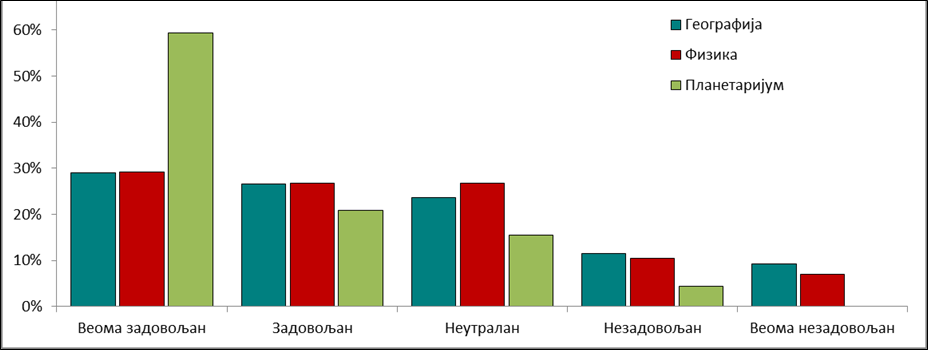 60%
50%
40%
30%
20%
10%
0%
Географија
Физика
Планетаријум
Веома задовољан
Задовољан
Неутралан
Незадовољан
Веома незадовољан